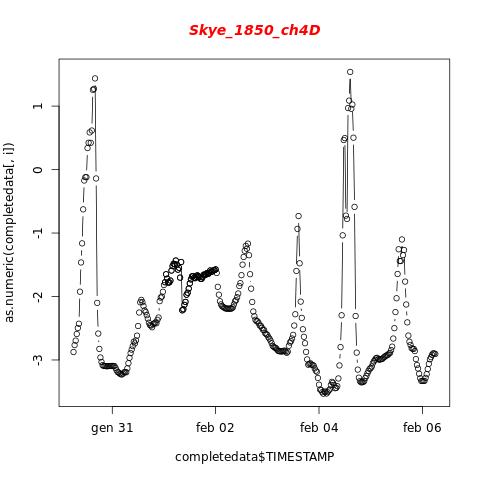 Skye_1850_ch4D
as.numeric(completedata[, i])
1
0
-1
-2
-3
gen 31
feb 02
feb 04
feb 06
completedata$TIMESTAMP